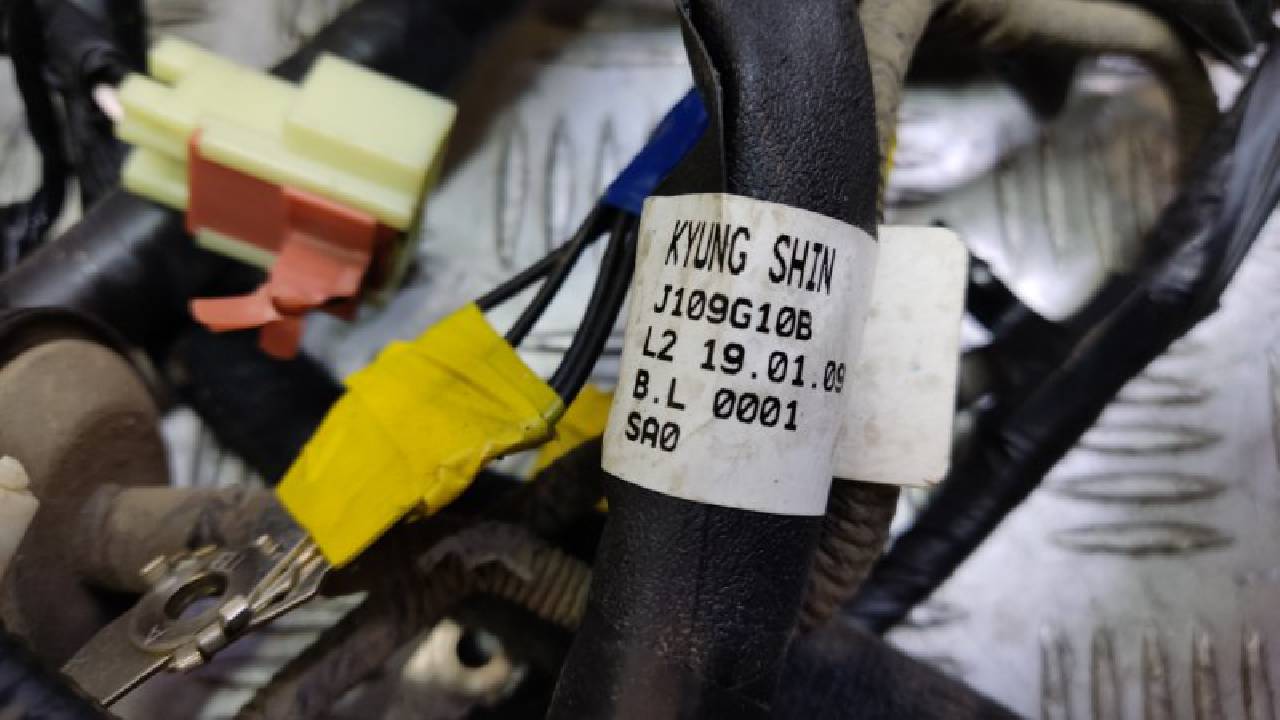 KYUNG SHIN
J109G10B
L2 19.01.09
B.L 0001
SA0